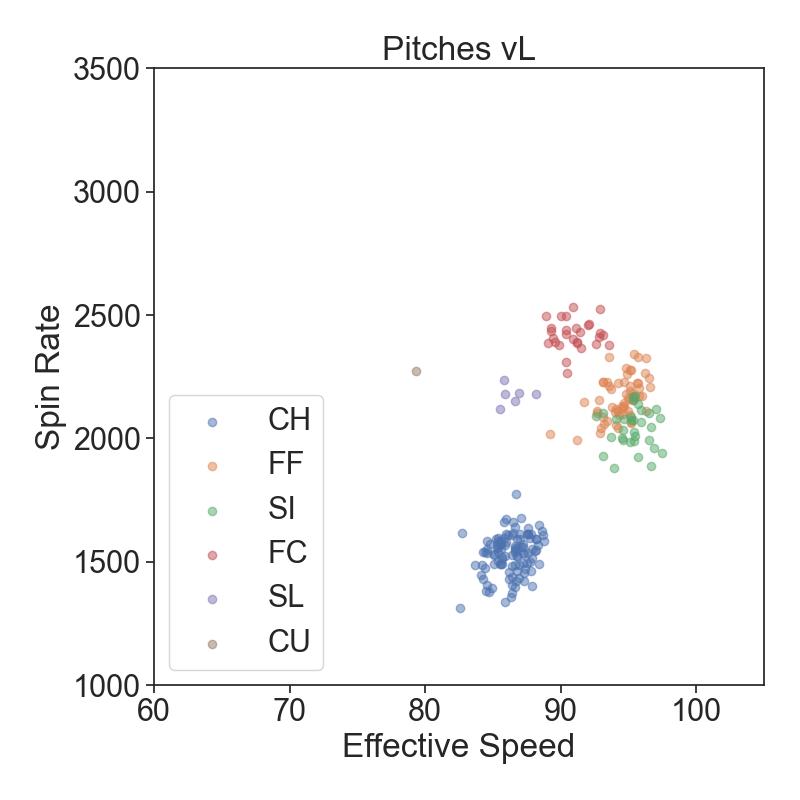 Pitches vL
3500
3000
2500
2000
1500
1000
Spin Rate
CH
FF
SI
FC
SL
CU
60 70 80 90 100
Effective Speed